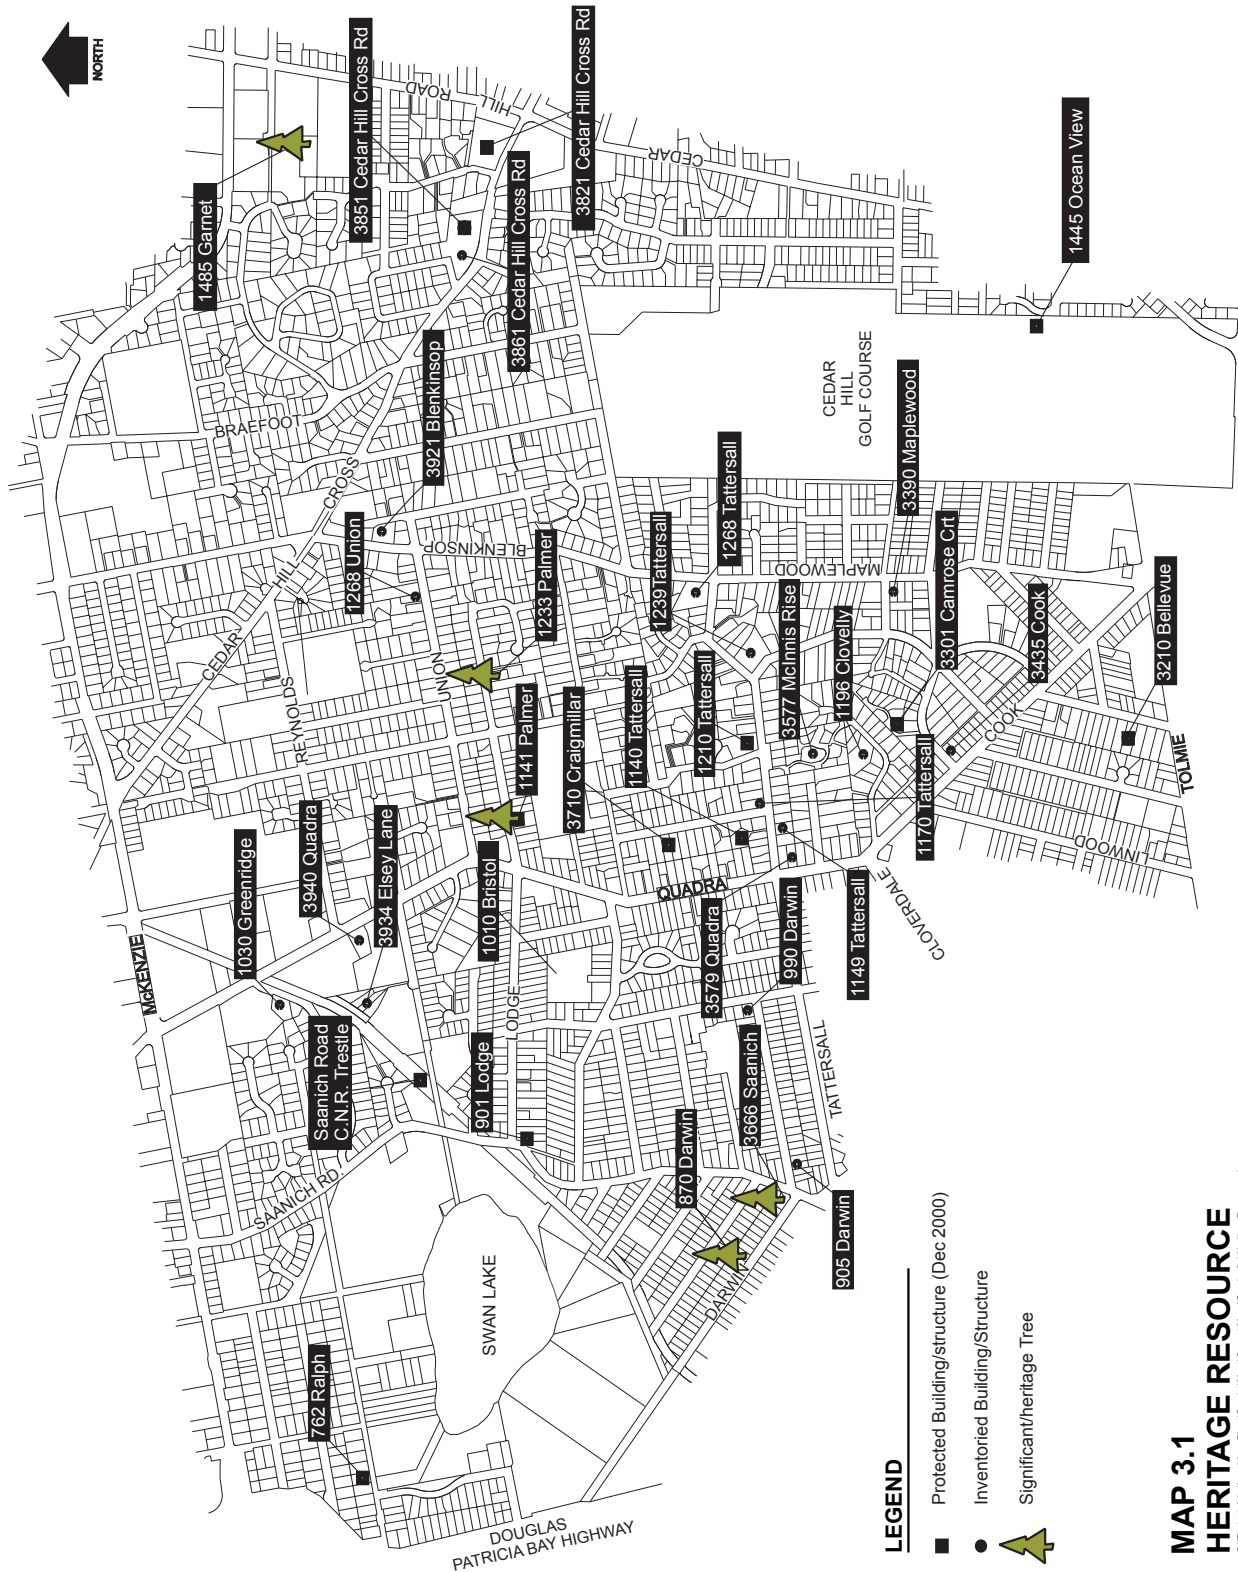 NORTH
1485 Garnet
3851 Cedar Hill Cross Rd
3861 Cedar Hill Cross Rd
3821 Cedar Hill Cross Rd
HILL
ROAD
CEDAR
1445 Ocean View
CEDAR
HILL
GOLF COURSE
BRAEFOOT
3921 Blenkinsop
CEDAR
HILL
CROSS
1268 Union
BLENKINSOP
1233 Palmer
UNION
REYNOLDS
1239 Tattersall
1268 Tattersall
MAPLEWOOD
3390 Maplewood
3301 Camrose Crt
3435 Cook
3210 Bellevue
1141 Palmer
3710 Craigmillar
1140 Tattersall
1210 Tattersall
3577 McInnis Rise
1196 Clovelly
1170 Tattersall
COOK
TOLMIE
LINWOOD
McKENZIE
1030 Greenridge
3940 Quadra
3934 Elsey Lane
1010 Bristol
QUADRA
3579 Quadra
990 Darwin
1149 Tattersall
CLOVERDALE
Saanich Road
C.N.R. Trestle
901 Lodge
LODGE
SAANICH RD.
870 Darwin
3666 Saanich
TATTERSALL
905 Darwin
DARWIN
SWAN LAKE
762 Ralph
DOUGLAS
PATRICIA BAY HIGHWAY
LEGEND
Protected Building/structure (Dec 2000)
Inventoried Building/Structure
Significant/heritage Tree
MAP 3.1
HERITAGE RESOURCE